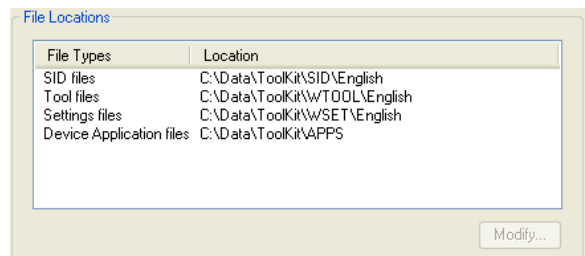 File Locations
File Types Location
SID files C:\Data\ToolKit\SID\English
Tool files C:\Data\ToolKit\WTOOL\English
Settings files C:\Data\ToolKit\WSET\English
Device Application files C:\Data\ToolKit\APPS
Modify...